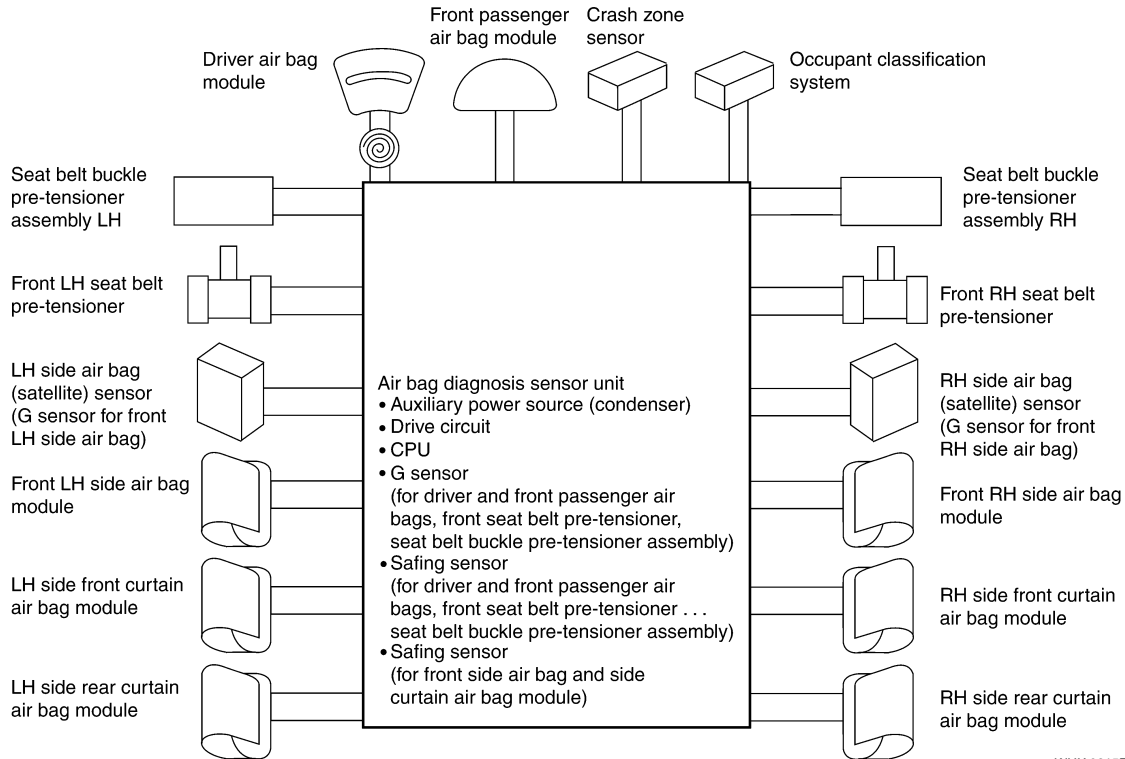 Front passenger
air bag module
Crash zone
sensor
Driver air bag
module
Occupant classification
system
Seat belt buckle
pre-tensioner
assembly LH
Seat belt buckle
pre-tensioner
assembly RH
Front LH seat belt
pre-tensioner
Front RH seat belt
pre-tensioner
LH side air bag
(satellite) sensor
(G sensor for front
LH side air bag)
RH side air bag
(satellite) sensor
(G sensor for front
RH side air bag)
Front LH side air bag
module
Front RH side air bag
module
LH side front curtain
air bag module
RH side front curtain
air bag module
LH side rear curtain
air bag module
RH side rear curtain
air bag module
Air bag diagnosis sensor unit
• Auxiliary power source (condenser)
• Drive circuit
• CPU
• G sensor
(for driver and front passenger air
bags, front seat belt pre-tensioner,
seat belt buckle pre-tensioner assembly)
• Safing sensor
(for driver and front passenger air
bags, front seat belt pre-tensioner . . .
seat belt buckle pre-tensioner assembly)
• Safing sensor
(for front side air bag and side
curtain air bag module)